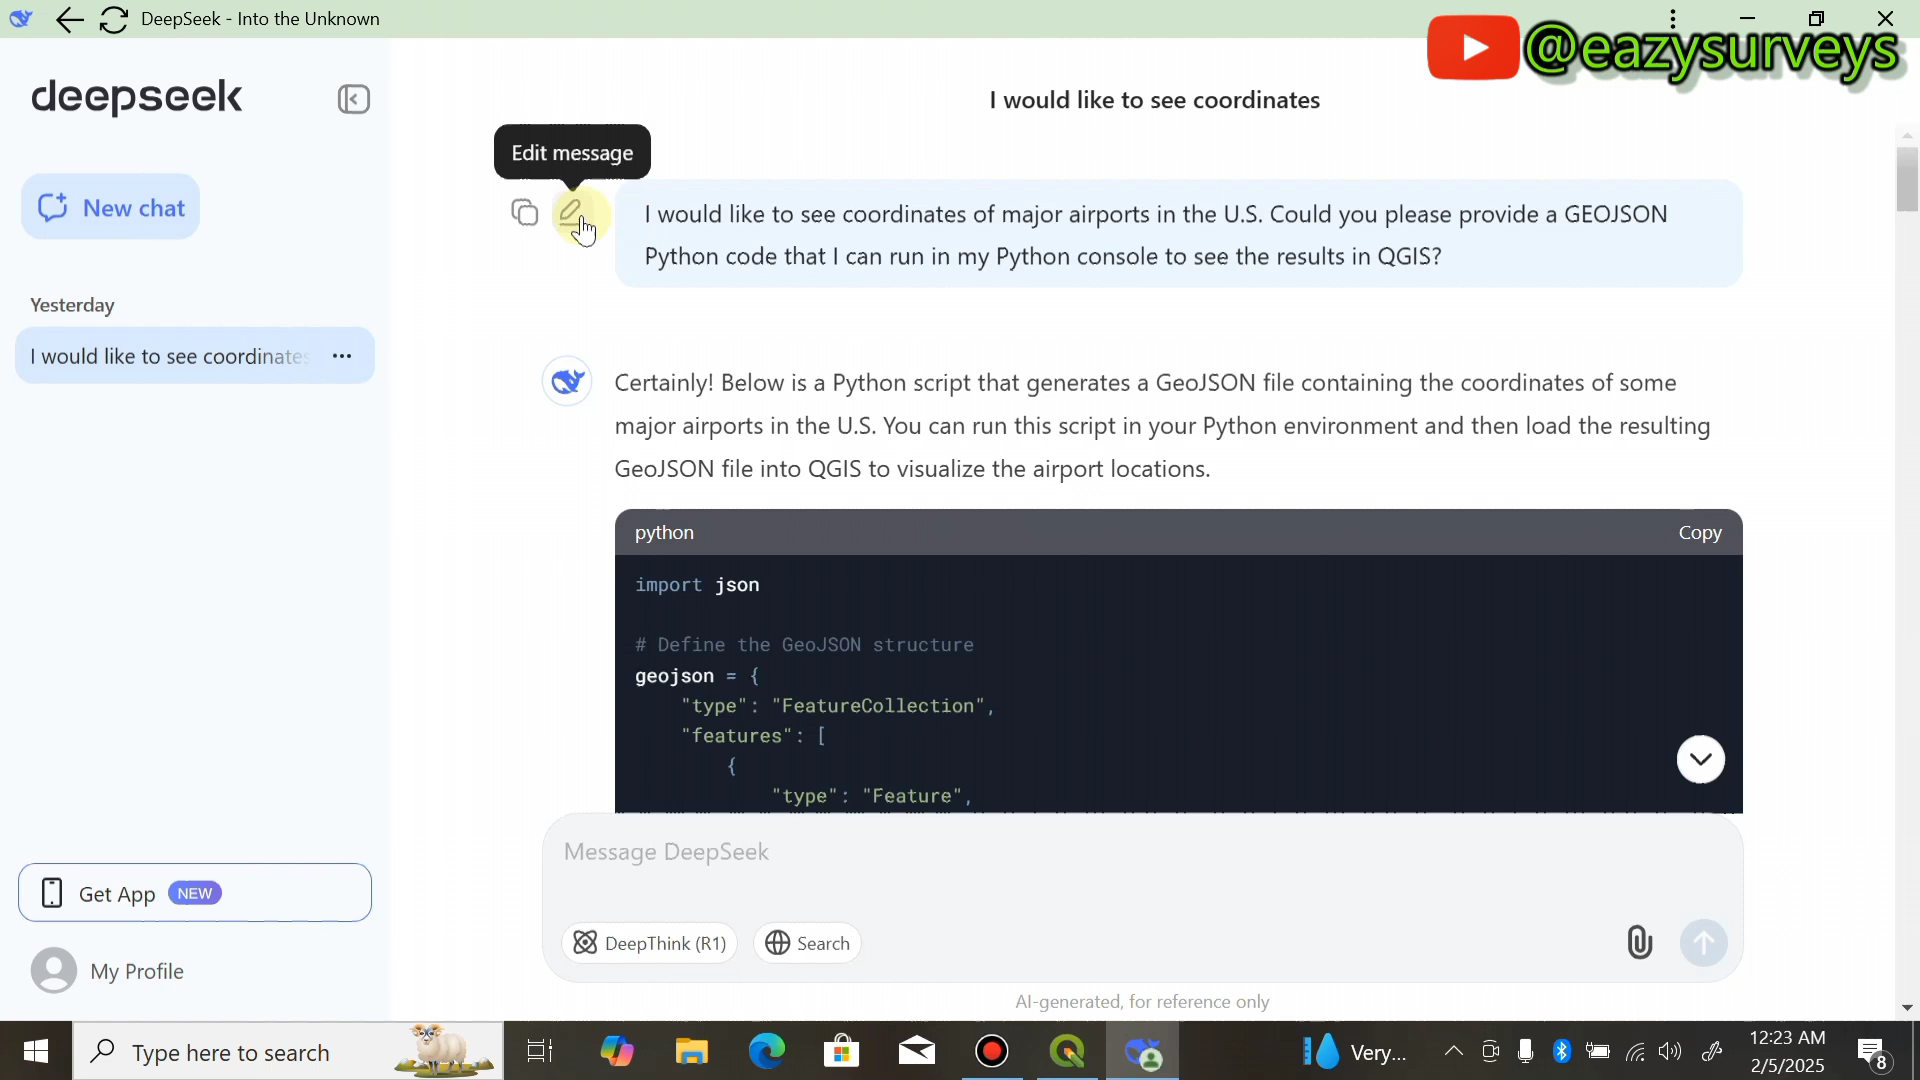 DeepSeek - Into the Unknown
@eazysurveys
deepseek
I would like to see coordinates
Edit message
New chat
I would like to see coordinates of major airports in the U.S. Could you please provide a GEOJSON
Python code that I can run in my Python console to see the results in QGIS?
Yesterday
I would like to see coordinates
Certainly! Below is a Python script that generates a GeoJSON file containing the coordinates of some
major airports in the U.S. You can run this script in your Python environment and then load the resulting
GeoJSON file into QGIS to visualize the airport locations.
python Copy
import json
# Define the GeoJSON structure
geojson = {
"type": "FeatureCollection",
"features": [
{
"type": "Feature",
Message DeepSeek
Get App NEW
DeepThink (R1) Search
My Profile
AI-generated, for reference only
Type here to search
Very...
12:23 AM
2/5/2025
8